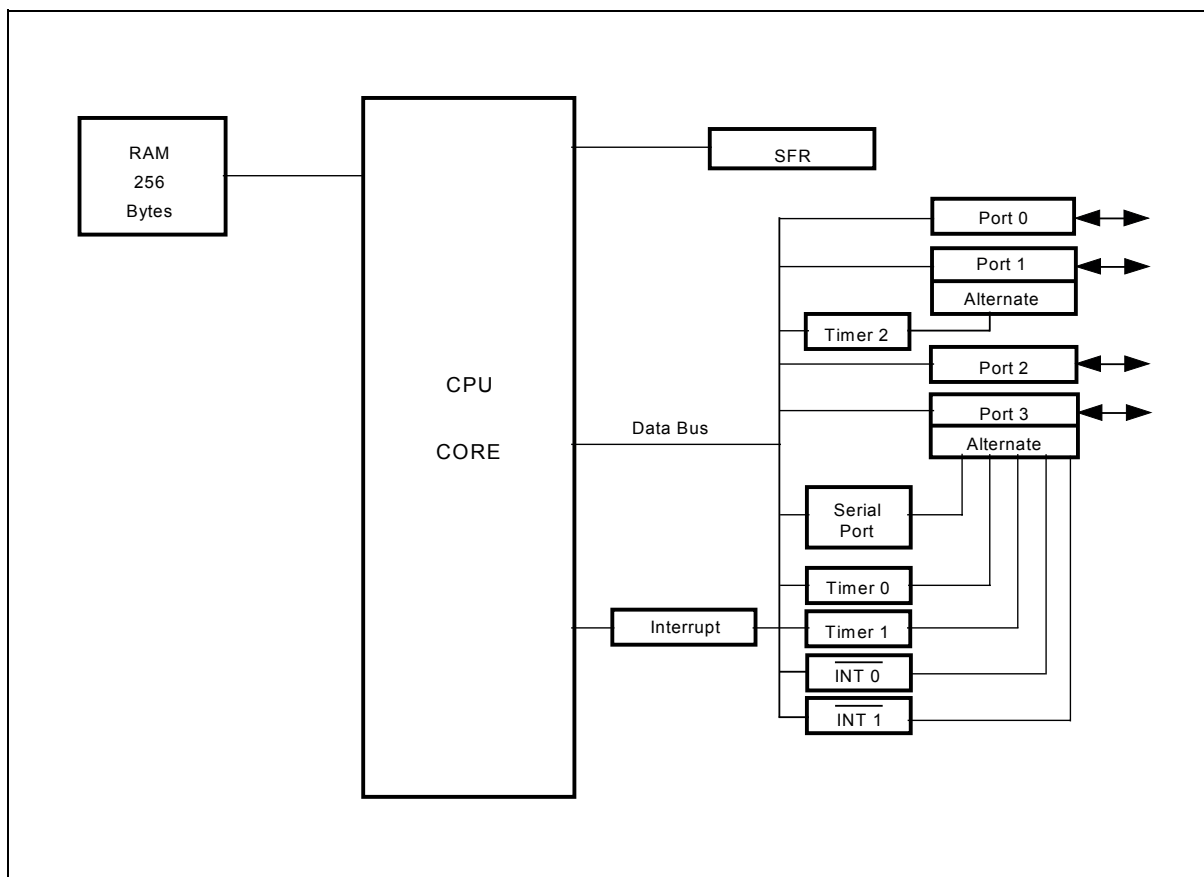 RAM
256
Bytes
SFR
Port 0
Port 1
Alternate
Timer 2
Port 2
CPU
CORE
Port 3
Data Bus
Alternate
Serial
Port
Timer 0
Interrupt
Timer 1
INT 0
INT 1